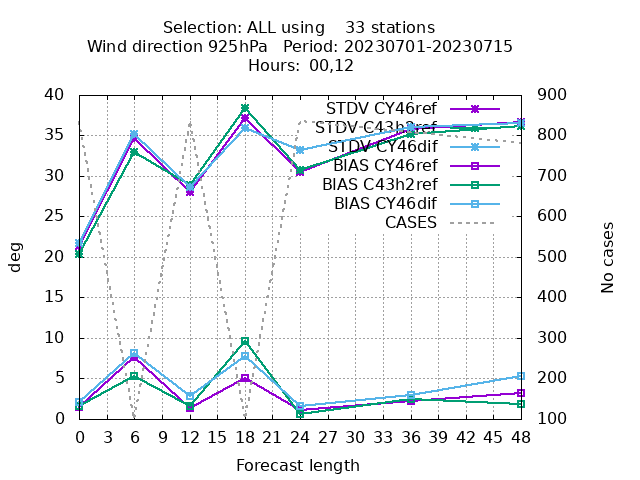 Selection: ALL using 33 stations
Wind direction 925hPa Period: 20230701-20230715
Hours: 00,12
40 900
35 800
30 700
25 600
20 500
15 400
10 300
5 200
0 100
STDV CY46ref
STDV C43h2ref
STDV CY46dif
BIAS CY46ref
BIAS C43h2ref
BIAS CY46dif
CASES
deg
No cases
0 3 6 9 12 15 18 21 24 27 30 33 36 39 42 45 48
Forecast length